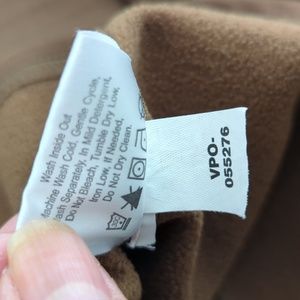 Wash Inside Out
Machine Wash Cold, Gentle Cycle,
Wash Separately, In Mild Detergent,
Do Not Bleach, Tumble Dry Low,
Iron Low, If Needed,
Do Not Dry Clean.
VPO-
055276